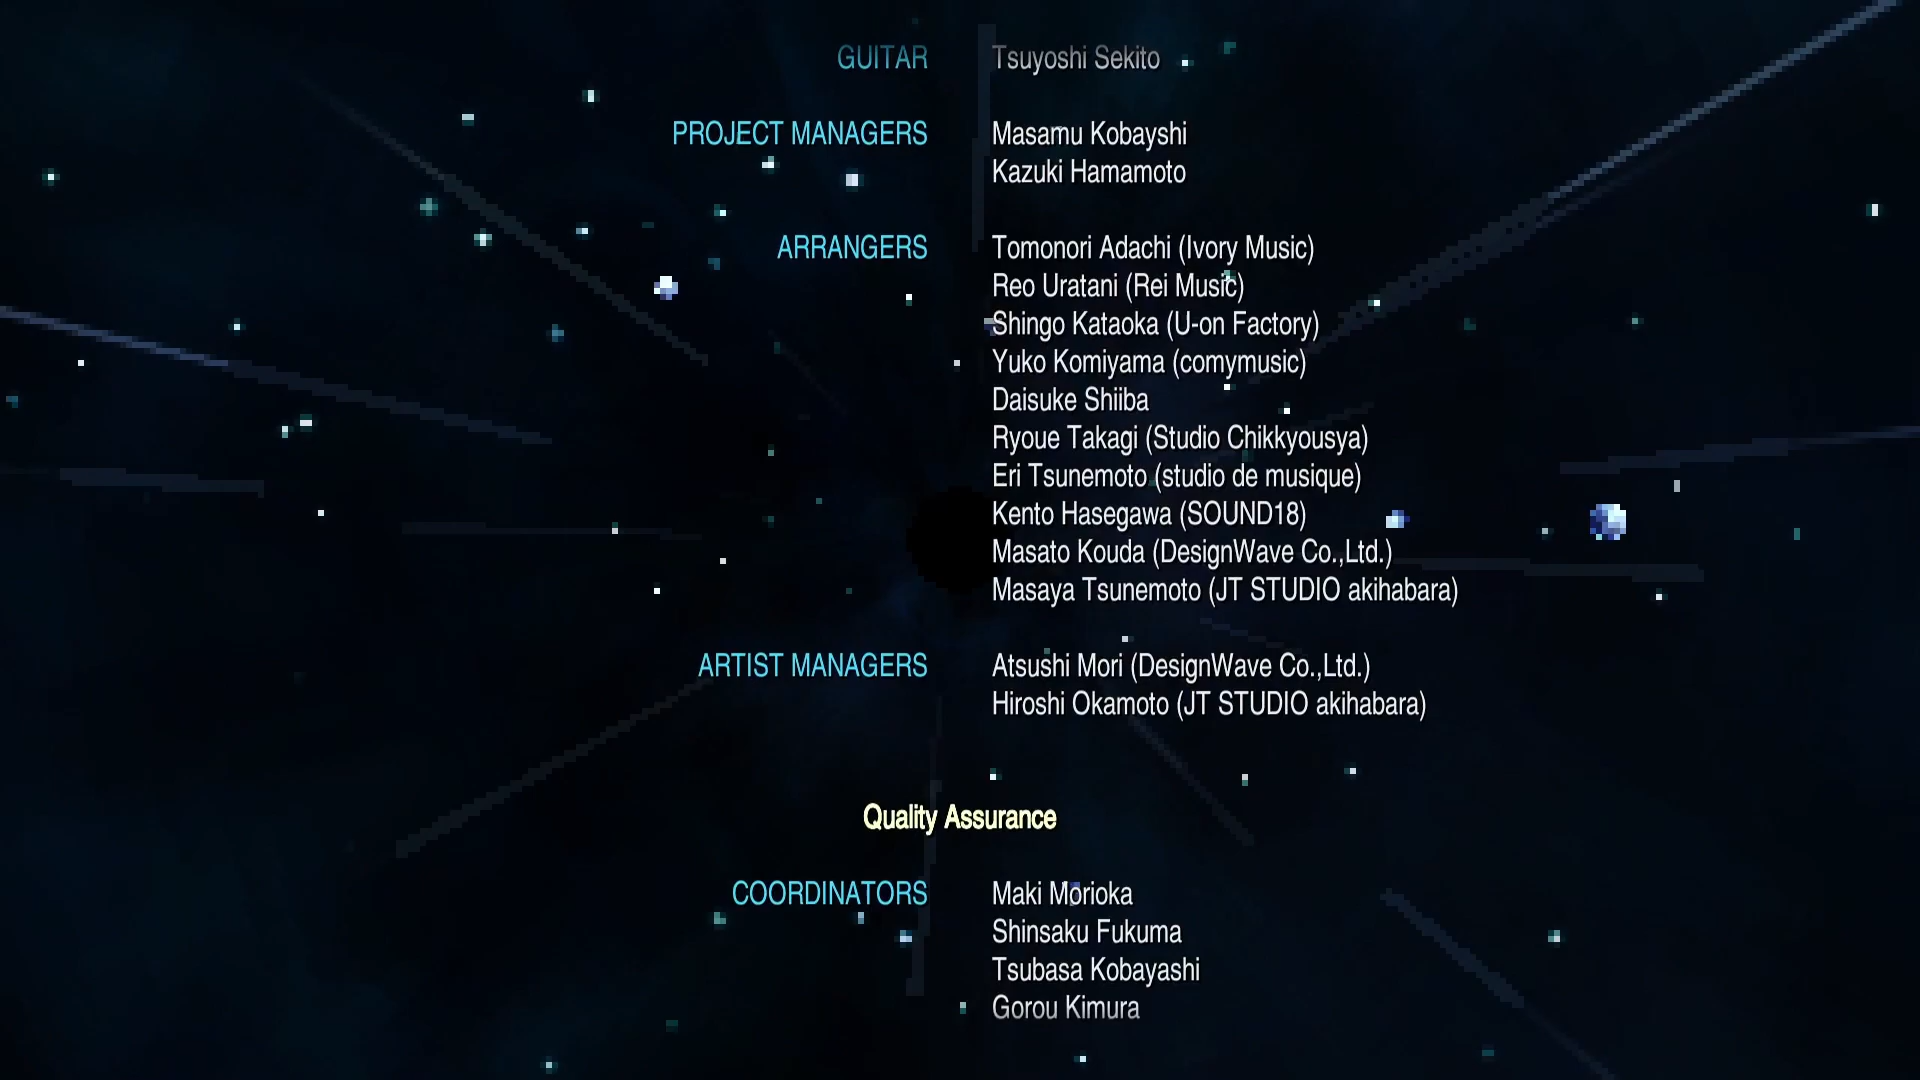 GUITAR Tsuyoshi Sekito
PROJECT MANAGERS Masamu Kobayshi
Kazuki Hamamoto
ARRANGERS Tomonori Adachi (Ivory Music)
Reo Uratani (Rei Music)
Shingo Kataoka (U-on Factory)
Yuko Komiyama (comymusic)
Daisuke Shiiba
Ryoue Takagi (Studio Chikkyousya)
Eri Tsunemoto (studio de musique)
Kento Hasegawa (SOUND18)
Masato Kouda (DesignWave Co.,Ltd.)
Masaya Tsunemoto (JT STUDIO akihabara)
ARTIST MANAGERS Atsushi Mori (DesignWave Co.,Ltd.)
Hiroshi Okamoto (JT STUDIO akihabara)
Quality Assurance
COORDINATORS Maki Morioka
Shinsaku Fukuma
Tsubasa Kobayashi
Gorou Kimura